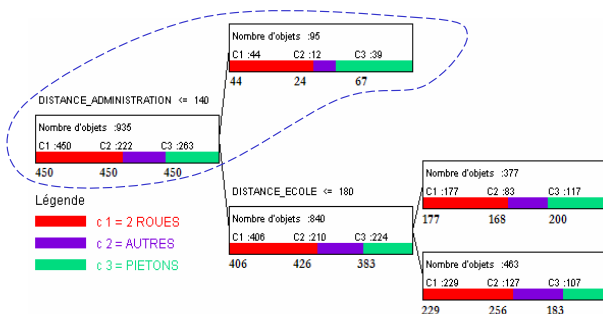 Nombre d'objets :95
C1 :44 C2 :12 C3 :39
44 24 67
DISTANCE_ADMINISTRATION <= 140
Nombre d'objets :935
C1 :450 C2 :222 C3 :263
450 450 450
Légende
c 1 = 2 ROUES
c 2 = AUTRES
c 3 = PIETONS
DISTANCE_ECOLE <= 180
Nombre d'objets :840
C1 :406 C2 :210 C3 :224
406 426 383
Nombre d'objets :377
C1 :177 C2 :83 C3 :117
177 168 200
Nombre d'objets :463
C1 :229 C2 :127 C3 :107
229 256 183